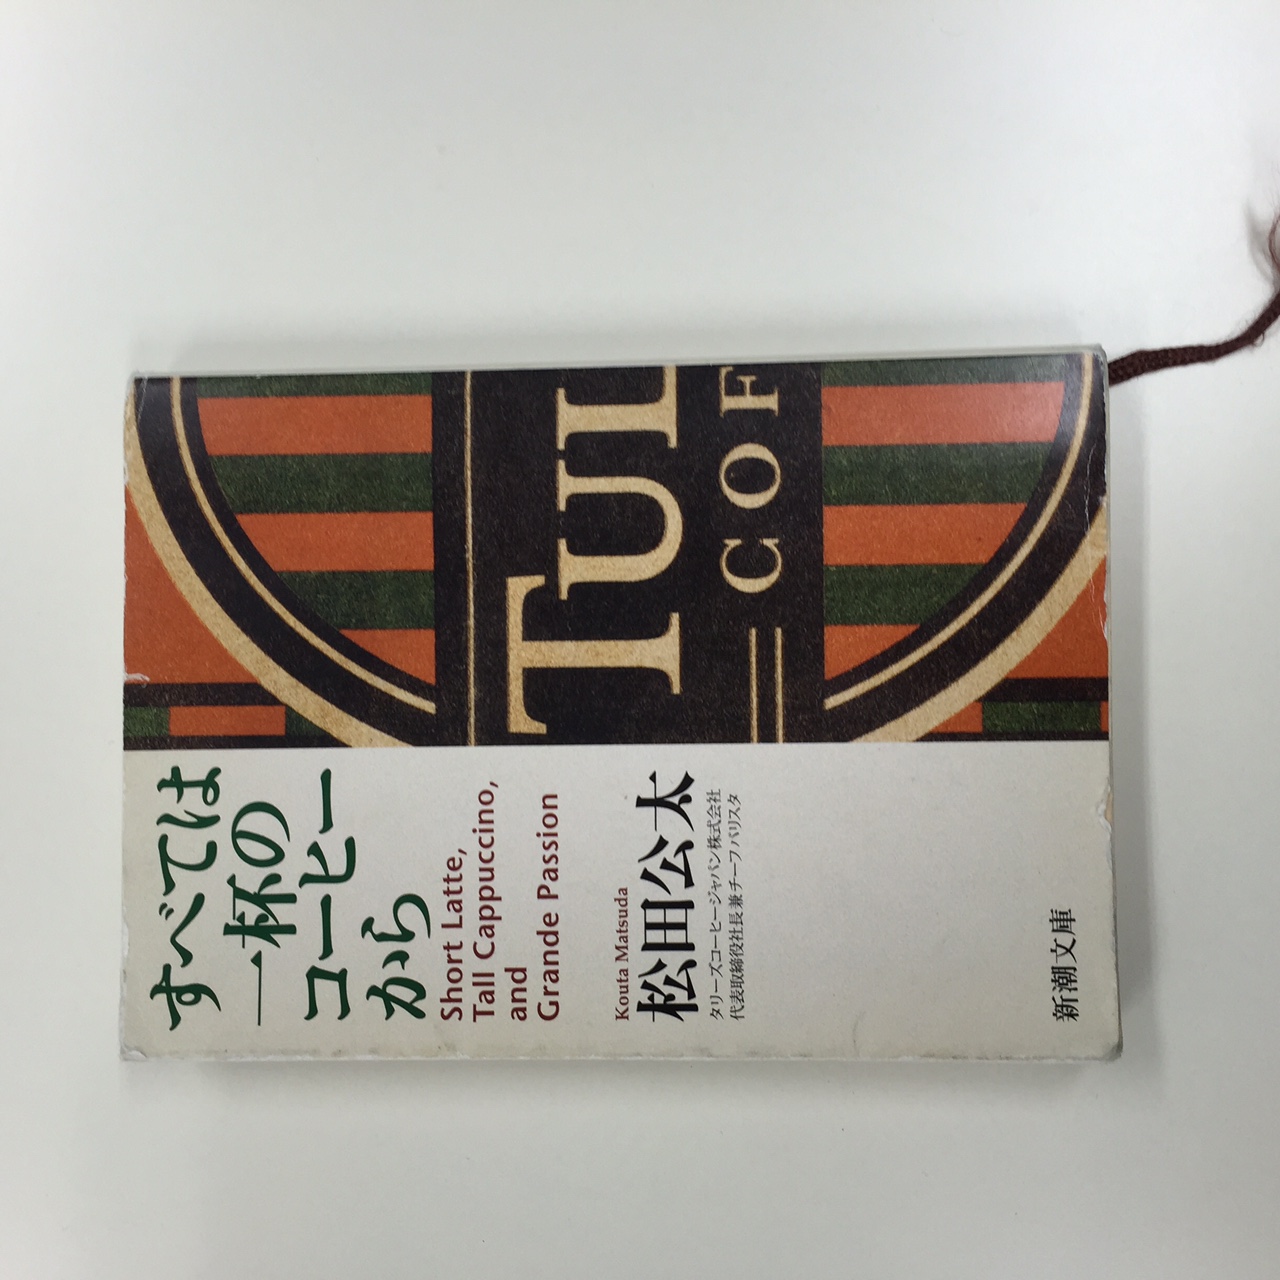 すべては
一杯の
コーヒー
から
Short Latte,
Tall Cappuccino,
and
Grande Passion
Kouta Matsuda
松田公太
タリーズコーヒージャパン株式会社
代表取締役社長兼チーフバリスタ
新潮文庫
TUL
COF